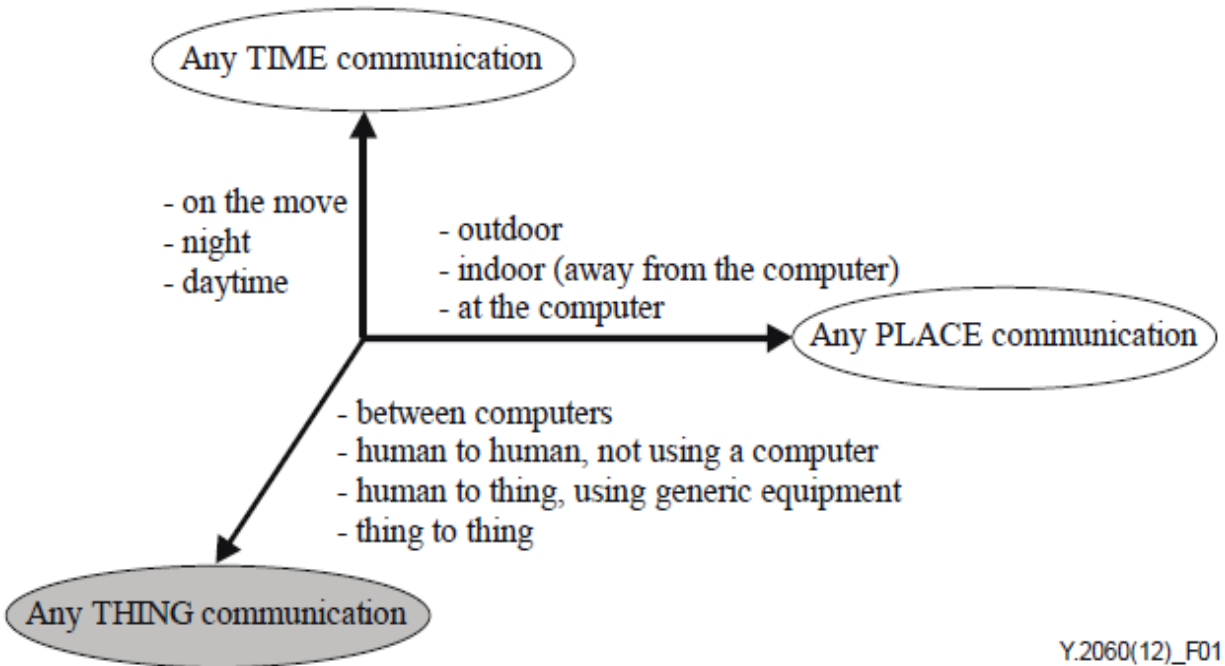 Any TIME communication
- on the move
- night
- daytime
- outdoor
- indoor (away from the computer)
- at the computer
Any PLACE communication
- between computers
- human to human, not using a computer
- human to thing, using generic equipment
- thing to thing
Any THING communication
Y.2060(12)_F01